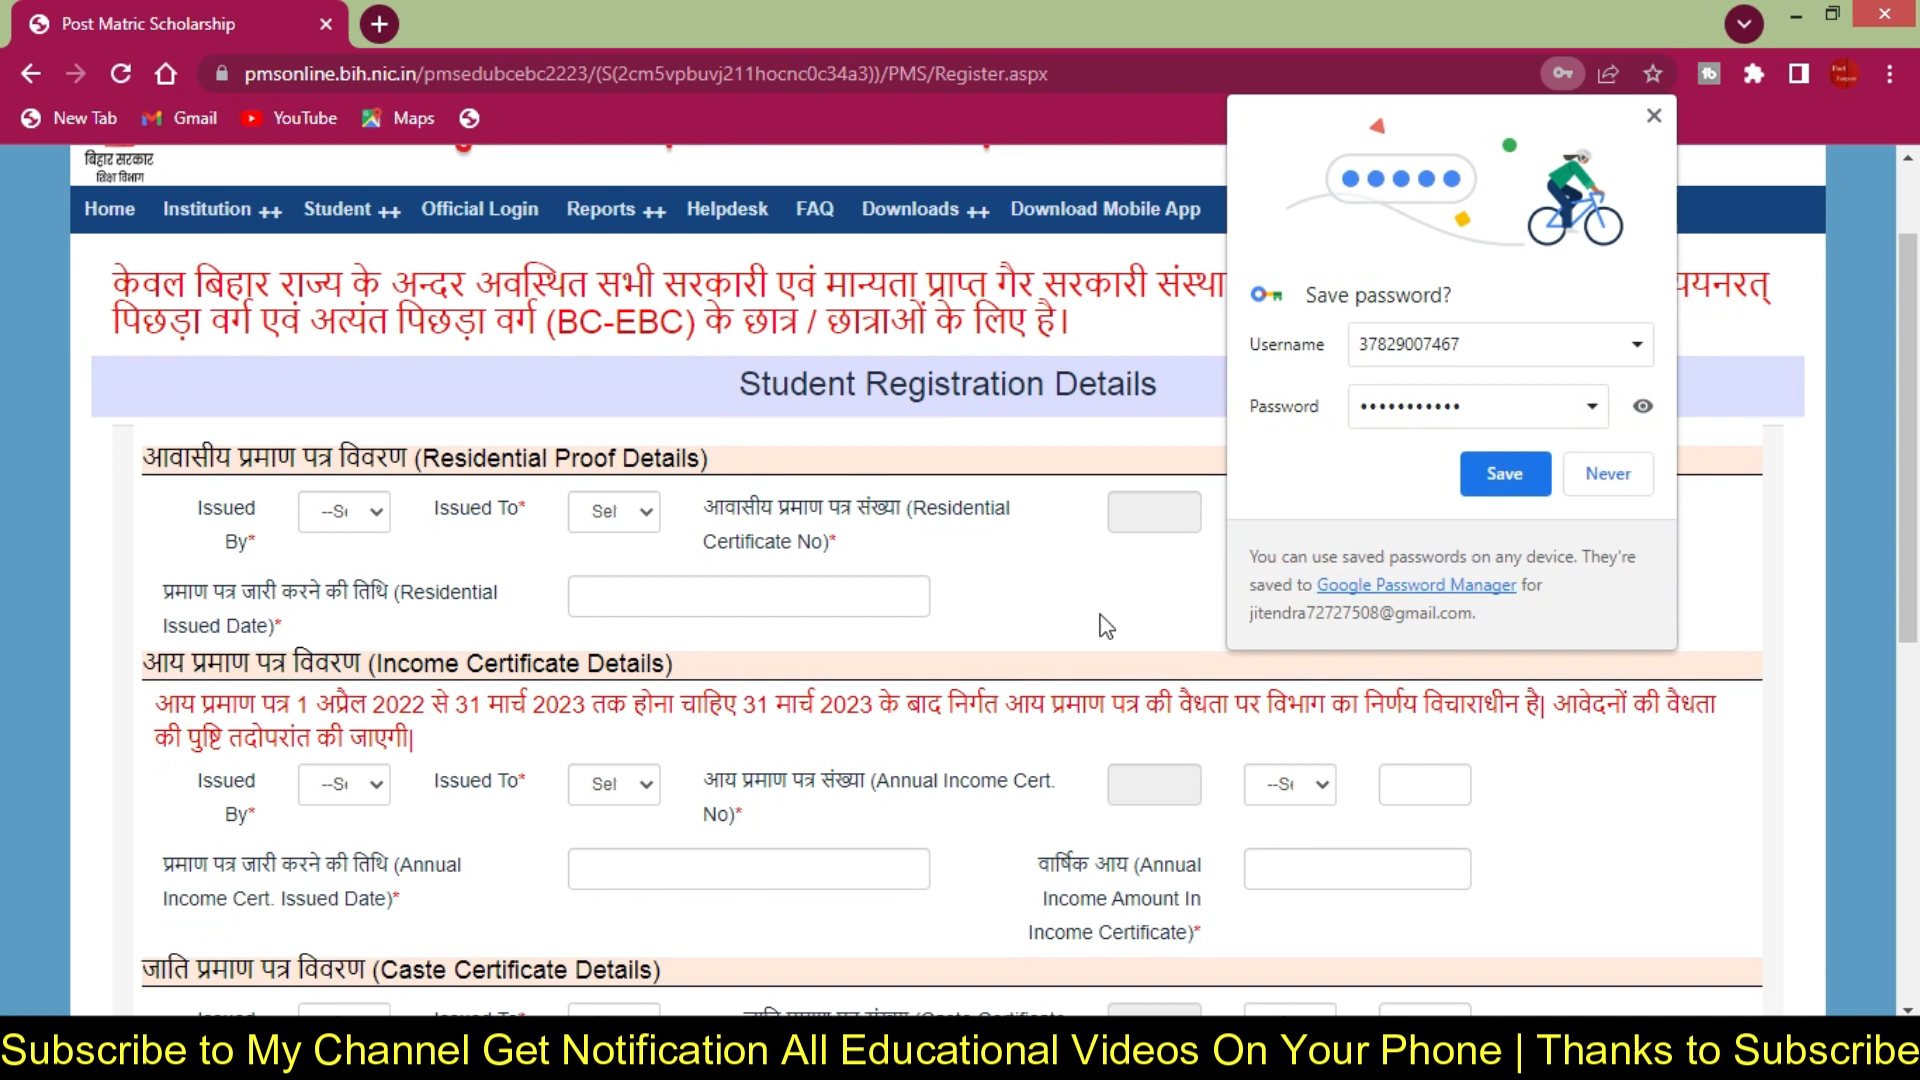 Post Matric Scholarship
pmsonline.bih.nic.in/pmsedubcebc2223/(S(2cm5vpbuvj211hocnc0c34a3))/PMS/Register.aspx
New Tab Gmail YouTube Maps
बिहार सरकार
शिक्षा विभाग
Home Institution ++ Student ++ Official Login Reports ++ Helpdesk FAQ Downloads ++ Download Mobile App
केवल बिहार राज्य के अन्दर अवस्थित सभी सरकारी एवं मान्यता प्राप्त गैर सरकारी संस्था यनरत्
पिछड़ा वर्ग एवं अत्यंत पिछड़ा वर्ग (BC-EBC) के छात्र / छात्राओं के लिए है।
Student Registration Details
आवासीय प्रमाण पत्र विवरण (Residential Proof Details)
Issued By* --Se Issued To* Sel आवासीय प्रमाण पत्र संख्या (Residential
Certificate No)*
प्रमाण पत्र जारी करने की तिथि (Residential
Issued Date)*
आय प्रमाण पत्र विवरण (Income Certificate Details)
आय प्रमाण पत्र 1 अप्रैल 2022 से 31 मार्च 2023 तक होना चाहिए 31 मार्च 2023 के बाद निर्गत आय प्रमाण पत्र की वैधता पर विभाग का निर्णय विचाराधीन है| आवेदनों की वैधता
की पुष्टि तदोपरांत की जाएगी|
Issued By* --Se Issued To* Sel आय प्रमाण पत्र संख्या (Annual Income Cert.
No)* --Se
प्रमाण पत्र जारी करने की तिथि (Annual
Income Cert. Issued Date)*
वार्षिक आय (Annual
Income Amount In
Income Certificate)*
जाति प्रमाण पत्र विवरण (Caste Certificate Details)
Save password?
Username 37829007467
Password •••••••••••
Save Never
You can use saved passwords on any device. They're
saved to Google Password Manager for
jitendra72727508@gmail.com.
Subscribe to My Channel Get Notification All Educational Videos On Your Phone | Thanks to Subscribe